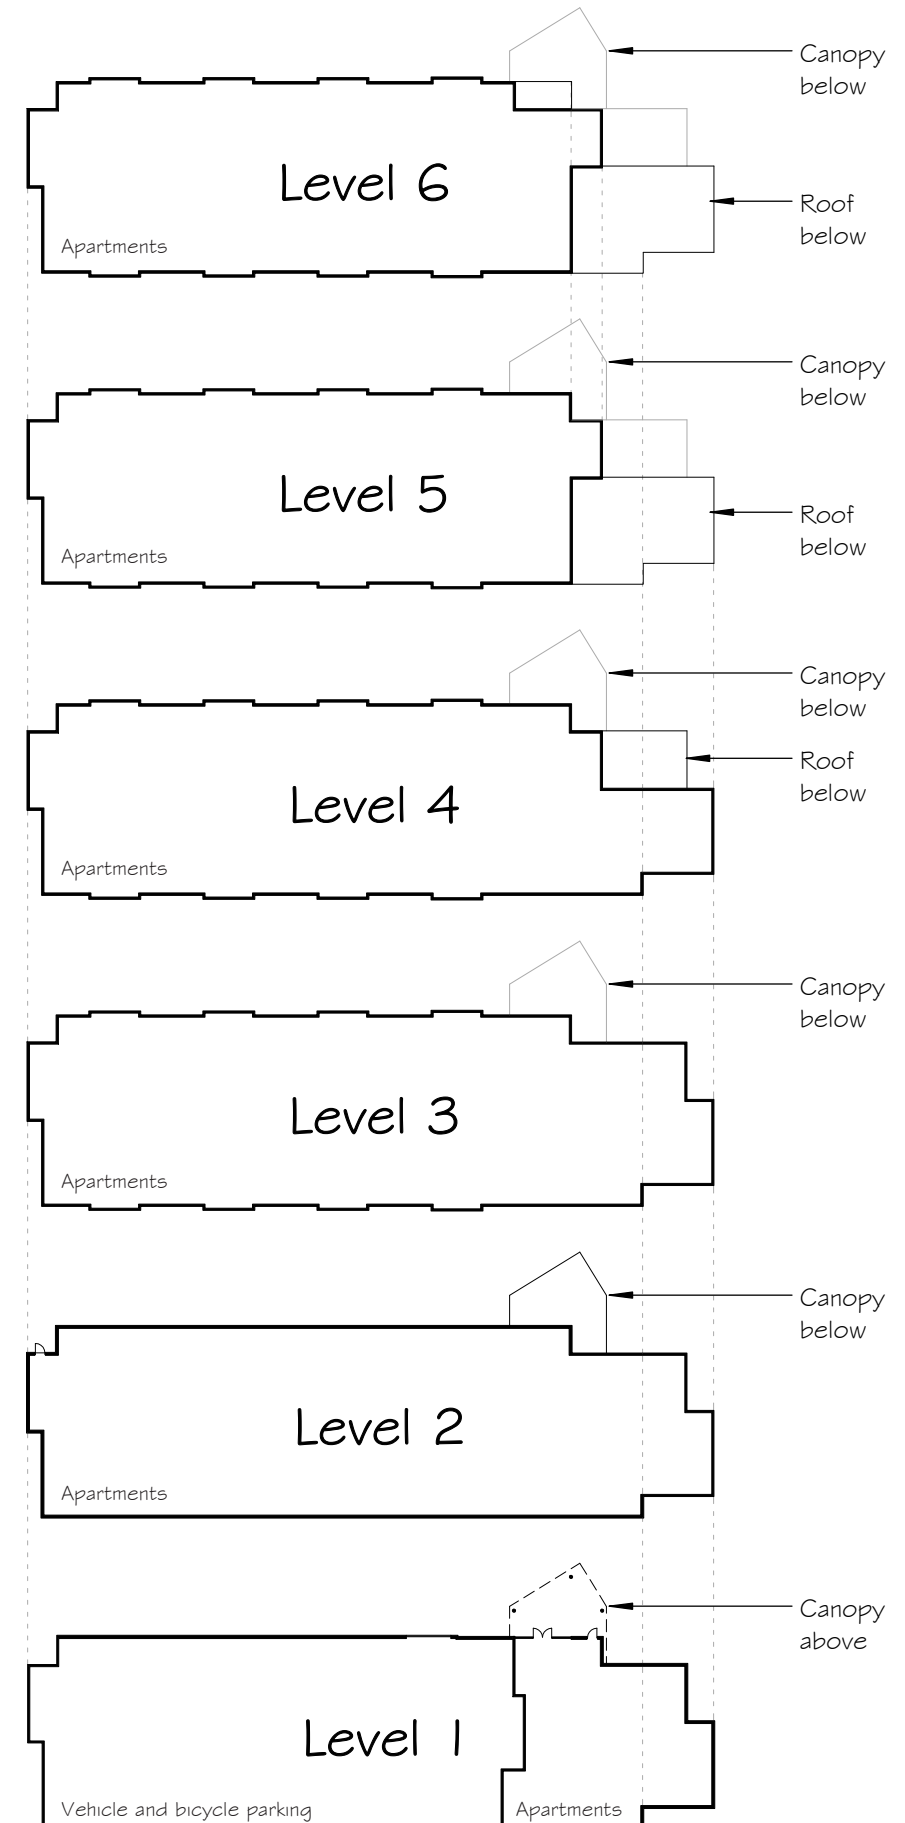 Canopy
below
Level 6
Roof
below
Apartments
Canopy
below
Level 5
Roof
below
Apartments
Canopy
below
Roof
below
Level 4
Apartments
Canopy
below
Level 3
Apartments
Canopy
below
Level 2
Apartments
Canopy
above
Level 1
Vehicle and bicycle parking
Apartments